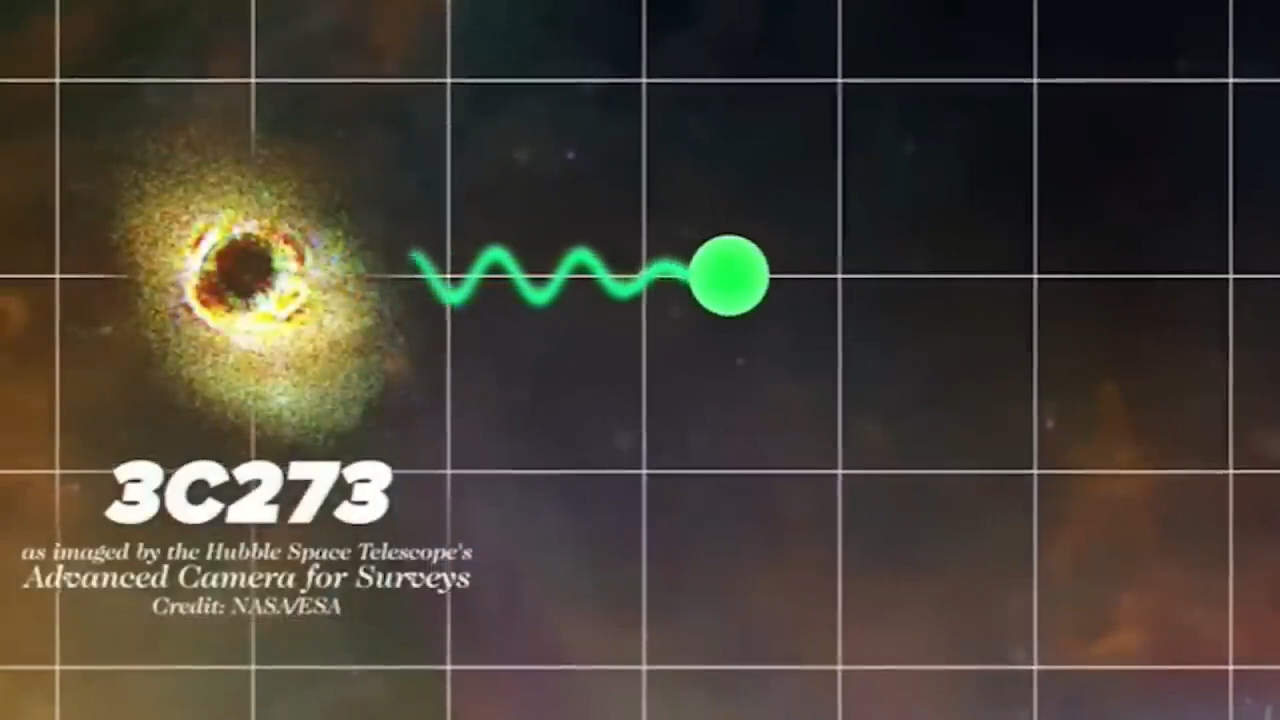 3C273
as imaged by the Hubble Space Telescope's
Advanced Camera for Surveys
Credit: NASA/ESA